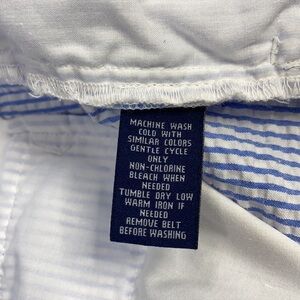 MACHINE WASH
COLD WITH
SIMILAR COLORS
GENTLE CYCLE
ONLY
NON-CHLORINE
BLEACH WHEN
NEEDED
TUMBLE DRY LOW
WARM IRON IF
NEEDED
REMOVE BELT
BEFORE WASHING